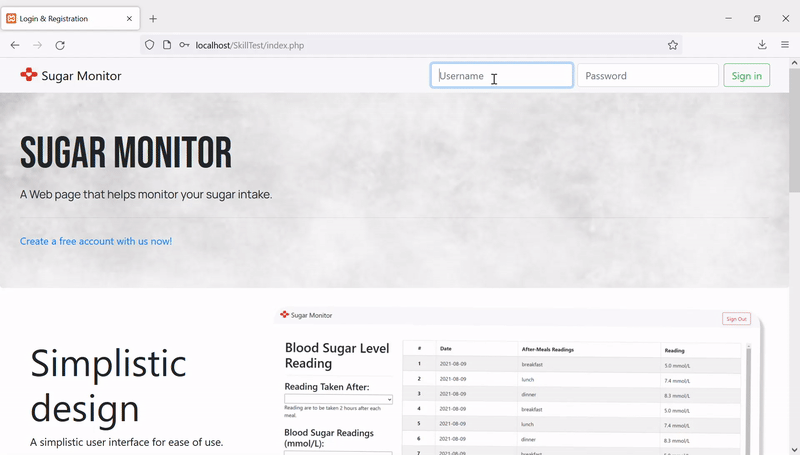 Login & Registration
localhost/SkillTest/index.php
Sugar Monitor
Username
Password
Sign in
SUGAR MONITOR
A Web page that helps monitor your sugar intake.
Create a free account with us now!
Simplistic
design
A simplistic user interface for ease of use.
Sugar Monitor
Sign Out
Blood Sugar Level
Reading
Reading Taken After:
Reading are to be taken 2 hours after each
meal.
Blood Sugar Readings
(mmol/L):
# Date After-Meals Readings Reading
1 2021-08-09 breakfast 5.0 mmol/L
2 2021-08-09 lunch 7.4 mmol/L
3 2021-08-09 dinner 8.3 mmol/L
4 2021-08-09 breakfast 5.0 mmol/L
5 2021-08-09 lunch 7.4 mmol/L
6 2021-08-09 dinner 8.3 mmol/L
7 2021-08-09 breakfast 5.0 mmol/L